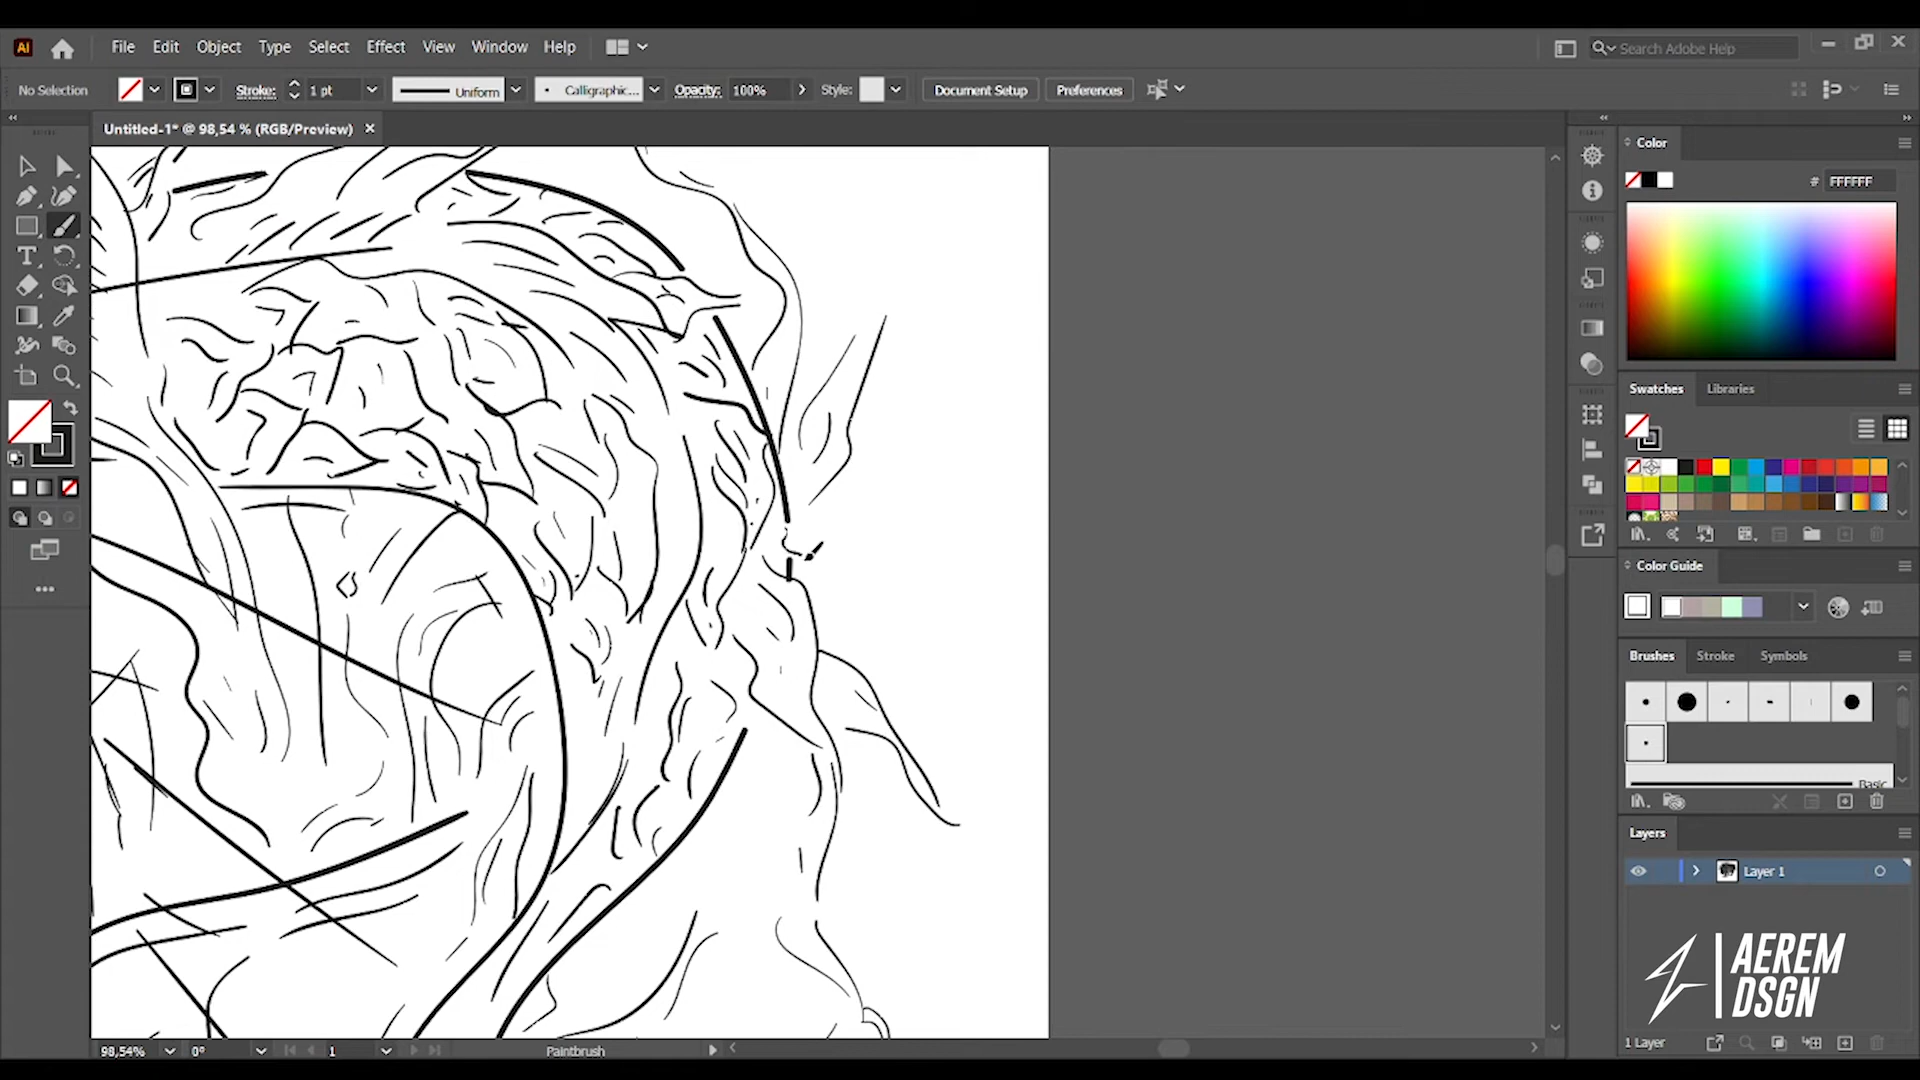 Ai File Edit Object Type Select Effect View Window Help Search Adobe Help
No Selection Stroke: 1 pt Uniform Calligraphic... Opacity: 100% Style: Document Setup Preferences
Untitled-1* @ 98,54 % (RGB/Preview)
Color
# FFFFFF
Swatches Libraries
Color Guide
Brushes Stroke Symbols
Basic
Layers
Layer 1
AEREM
DSGN
1 Layer
98,54% 0° 1 Paintbrush